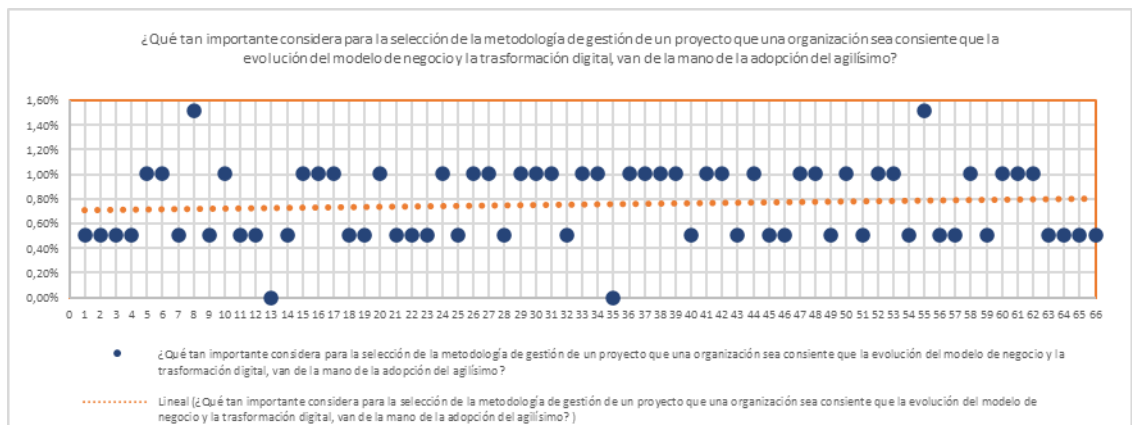 ¿Qué tan importante considera para la selección de la metodología de gestión de un proyecto que una organización sea consiente que la
evolución del modelo de negocio y la trasformación digital, van de la mano de la adopción del agilísimo?
1,60%
1,40%
1,20%
1,00%
0,80%
0,60%
0,40%
0,20%
0,00%
0 1 2 3 4 5 6 7 8 9 10 11 12 13 14 15 16 17 18 19 20 21 22 23 24 25 26 27 28 29 30 31 32 33 34 35 36 37 38 39 40 41 42 43 44 45 46 47 48 49 50 51 52 53 54 55 56 57 58 59 60 61 62 63 64 65 66
¿Qué tan importante considera para la selección de la metodología de gestión de un proyecto que una organización sea consiente que la evolución del modelo de negocio y la
trasformación digital, van de la mano de la adopción del agilísimo?
Lineal (¿Qué tan importante considera para la selección de la metodología de gestión de un proyecto que una organización sea consiente que la evolución del modelo de
negocio y la trasformación digital, van de la mano de la adopción del agilísimo? )